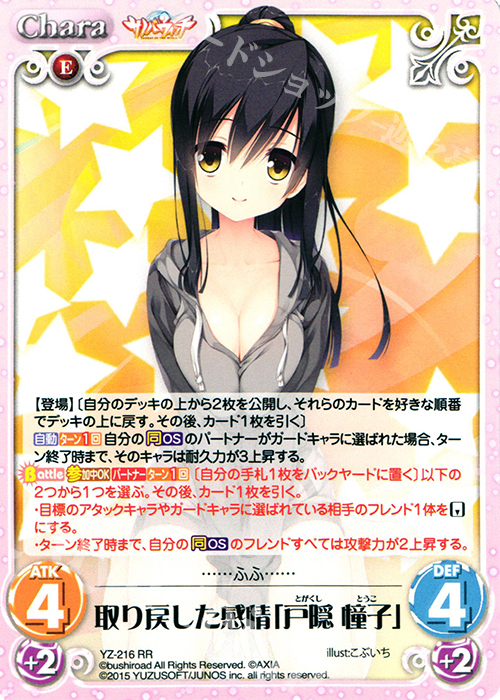 Chara
サノバウィッチ
E
【登場】〔自分のデッキの上から2枚を公開し、それらのカードを好きな順番
でデッキの上に戻す。その後、カード1枚を引く〕
自動 ターン1回 自分の同OSのパートナーがガードキャラに選ばれた場合、ター
ン終了時まで、そのキャラは耐久力が3上昇する。
Battle 参加中OK パートナー ターン1回 〔自分の手札1枚をバックヤードに置く〕以下の
2つから1つを選ぶ。その後、カード1枚を引く。
・目標のアタックキャラやガードキャラに選ばれている相手のフレンド1体を
にする。
・ターン終了時まで、自分の同OSのフレンドすべては攻撃力が2上昇する。
……ふふ……
ATK
4
+2
とがくし とうこ
取り戻した感情「戸隠 憧子」
DEF
4
+2
YZ-216 RR
illust:こぶいち
©bushiroad All Rights Reserved. ©AXiA
©2015 YUZUSOFT/JUNOS inc. all rights reserved.